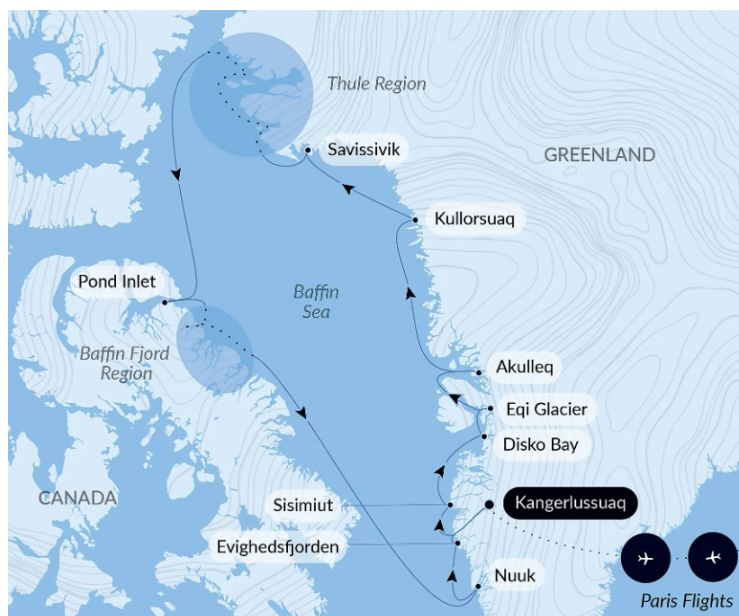 Thule Region
Savissivik
GREENLAND
Kullorsuaq
Pond Inlet
Baffin
Sea
Baffin Fjord
Region
Akulleq
Eqi Glacier
Disko Bay
CANADA
Sisimiut
Kangerlussuaq
Evighedsfjorden
Nuuk
Paris Flights